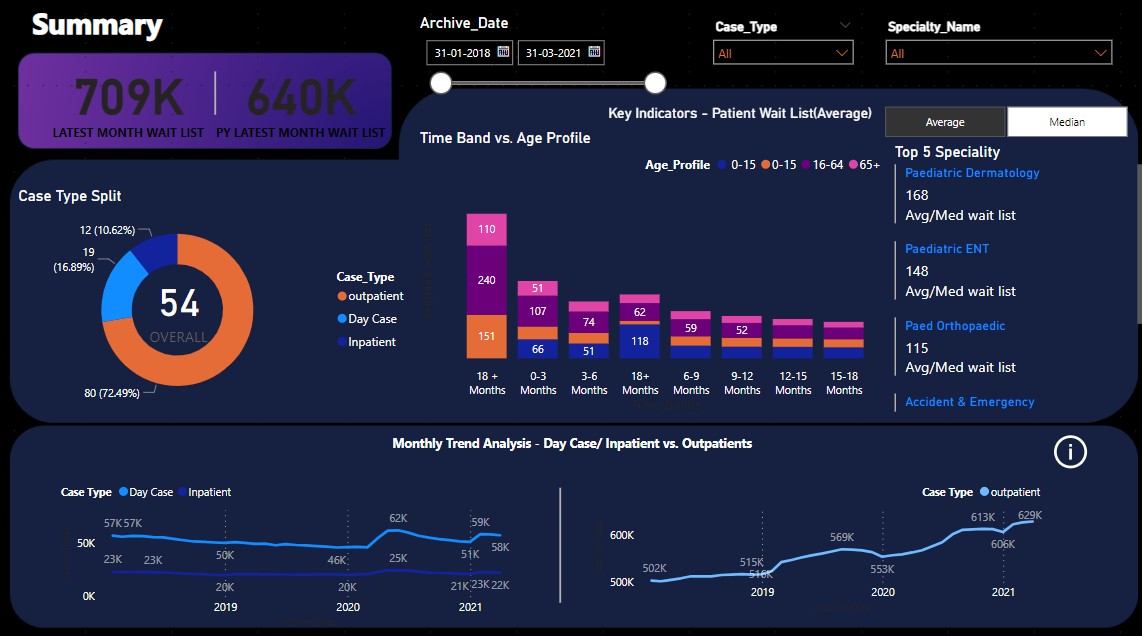 Summary
Archive_Date
31-01-2018
31-03-2021
Case_Type
All
Specialty_Name
All
709K
640K
LATEST MONTH WAIT LIST
PY LATEST MONTH WAIT LIST
Key Indicators - Patient Wait List(Average)
Average
Median
Time Band vs. Age Profile
Age_Profile 0-15 0-15 16-64 65+
110
240
151
51
107
66
74
51
62
118
59
52
18 + Months
0-3 Months
3-6 Months
18+ Months
6-9 Months
9-12 Months
12-15 Months
15-18 Months
Top 5 Speciality
Paediatric Dermatology
168
Avg/Med wait list
Paediatric ENT
148
Avg/Med wait list
Paed Orthopaedic
115
Avg/Med wait list
Accident & Emergency
Case Type Split
12 (10.62%)
19
(16.89%)
54
OVERALL
80 (72.49%)
Case_Type
outpatient
Day Case
Inpatient
Monthly Trend Analysis - Day Case/ Inpatient vs. Outpatients
i
Case Type Day Case Inpatient
50K
0K
57K 57K
50K
46K
62K
51K
59K
58K
23K
23K
20K
20K
25K
21K 23K 22K
2019
2020
2021
Case Type outpatient
600K
500K
502K
515K
516K
569K
553K
613K
606K
629K
2019
2020
2021